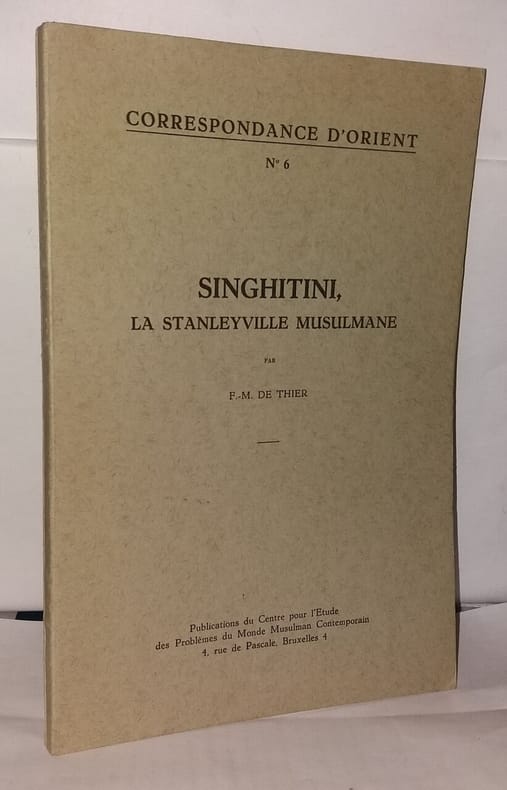 CORRESPONDANCE D'ORIENT
N° 6
SINGHITINI,
LA STANLEYVILLE MUSULMANE
PAR
F.-M. DE THIER
Publications du Centre pour l'Etude
des Problèmes du Monde Musulman Contemporain
4, rue de Pascale, Bruxelles 4